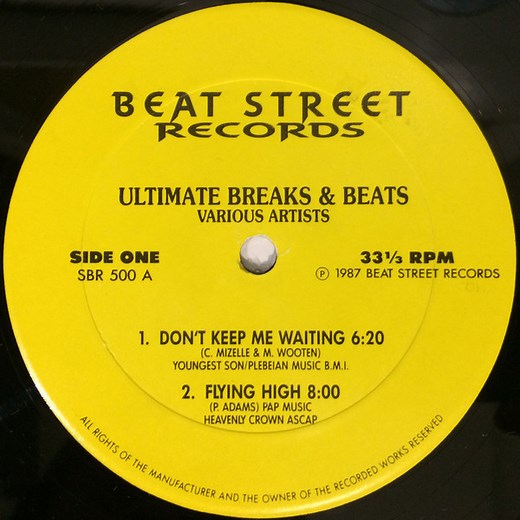 BEAT STREET
RECORDS
ULTIMATE BREAKS & BEATS
VARIOUS ARTISTS
SIDE ONE
SBR 500 A
33⅓ RPM
Ⓟ 1987 BEAT STREET RECORDS
1. DON'T KEEP ME WAITING 6:20
(C. MIZELLE & M. WOOTEN)
YOUNGEST SON/PLEBEIAN MUSIC B.M.I.
2. FLYING HIGH 8:00
(P. ADAMS) PAP MUSIC
HEAVENLY CROWN ASCAP
ALL RIGHTS OF THE MANUFACTURER AND THE OWNER OF THE RECORDED WORKS RESERVED